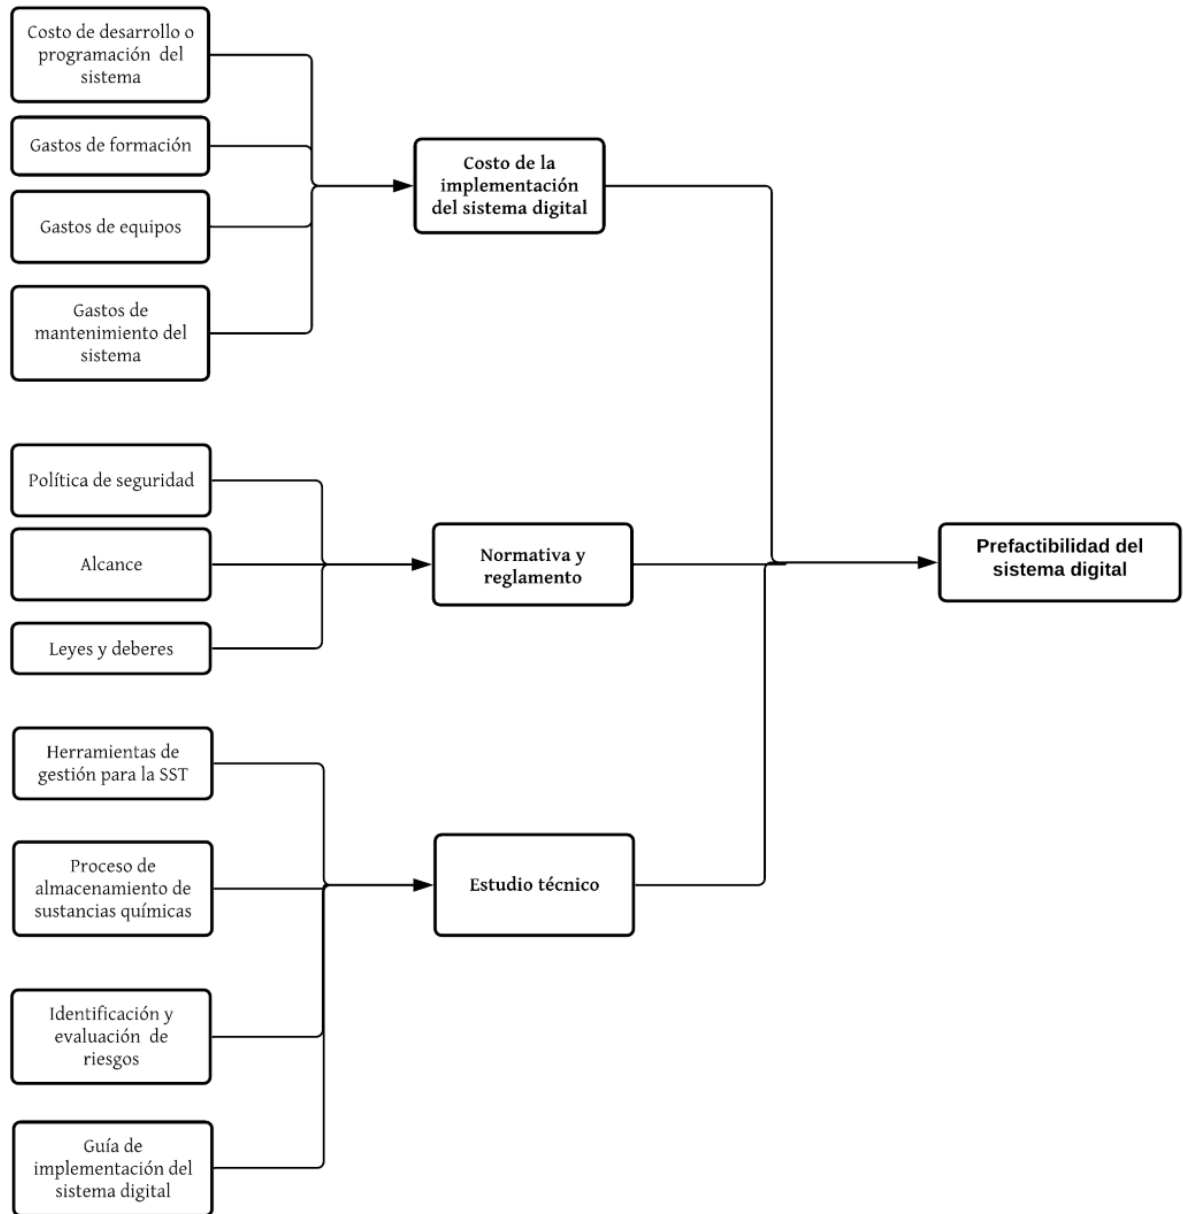 Costo de desarrollo o
programación del
sistema
Gastos de formación
Gastos de equipos
Gastos de
mantenimiento del
sistema
Costo de la
implementación
del sistema digital
Política de seguridad
Alcance
Leyes y deberes
Normativa y
reglamento
Herramientas de
gestión para la SST
Proceso de
almacenamiento de
sustancias químicas
Identificación y
evaluación de
riesgos
Guía de
implementación del
sistema digital
Estudio técnico
Prefactibilidad del
sistema digital